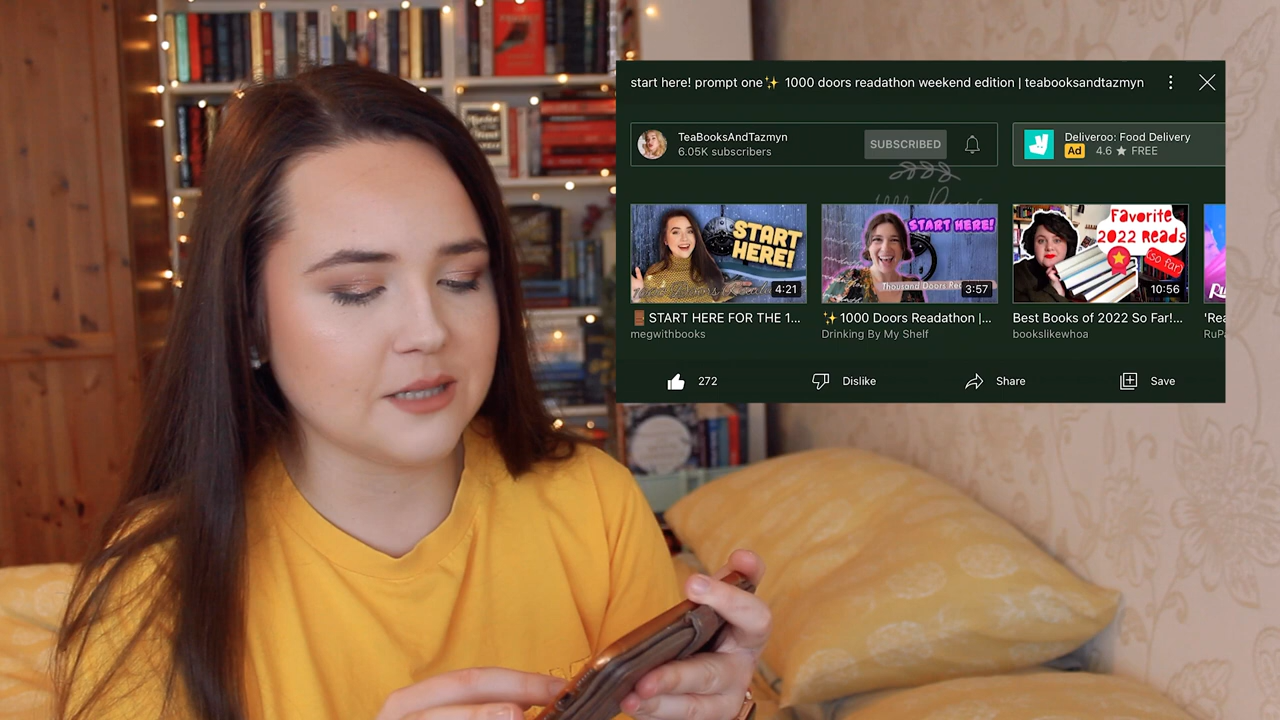 start here! prompt one✨ 1000 doors readathon weekend edition | teabooksandtazmyn
TeaBooksAndTazmyn
6.05K subscribers
SUBSCRIBED
Deliveroo: Food Delivery
Ad 4.6 ★ FREE
START
HERE!
4:21
START HERE!
Thousand Doors Rea
3:57
Favorite
2022 Reads
(so far)
10:56
🚪 START HERE FOR THE 1...
megwithbooks
✨ 1000 Doors Readathon |...
Drinking By My Shelf
Best Books of 2022 So Far!...
bookslikewhoa
'Rea
RuPa
272
Dislike
Share
Save